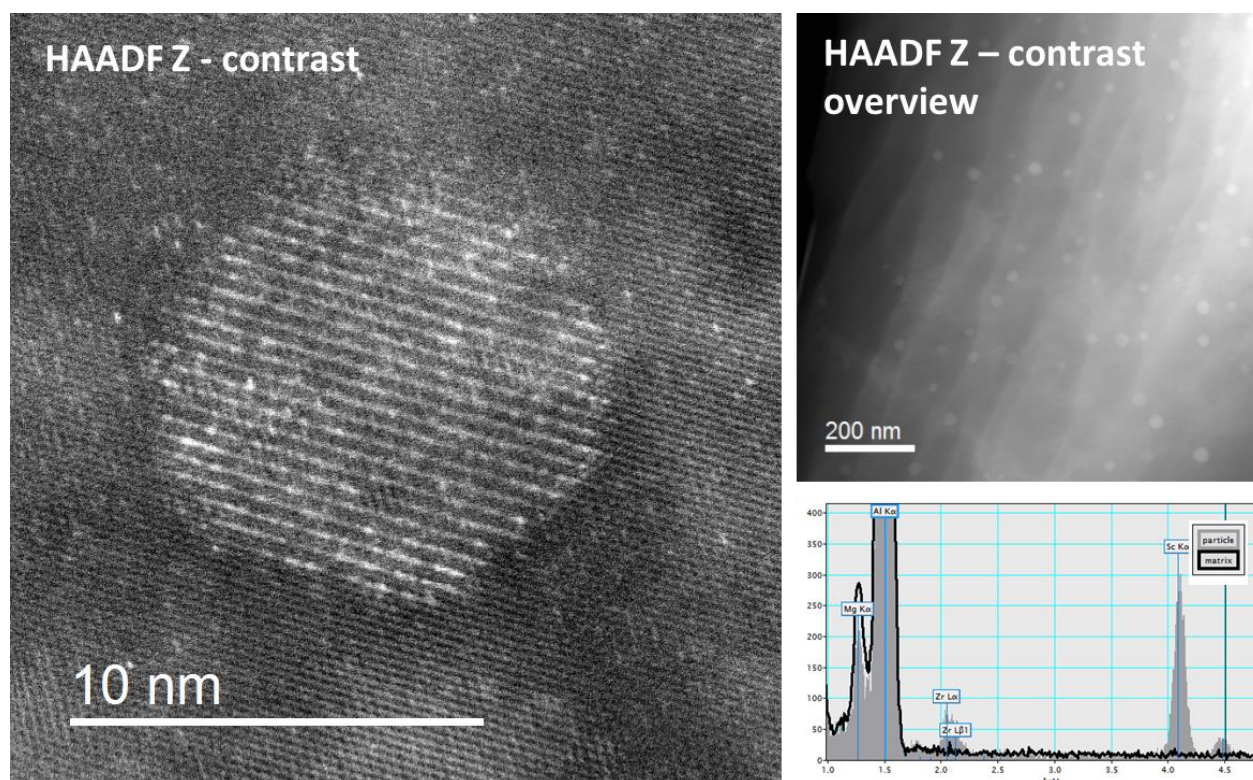 HAADF Z - contrast
10 nm
HAADF Z – contrast
overview
200 nm
400
350
300
250
200
150
100
50
0
Al Kα
Mg Kα
Zr Lα
Zr Lβ1
Sc Kα
particle
matrix
1.0
1.5
2.0
2.5
3.0
3.5
4.0
4.5